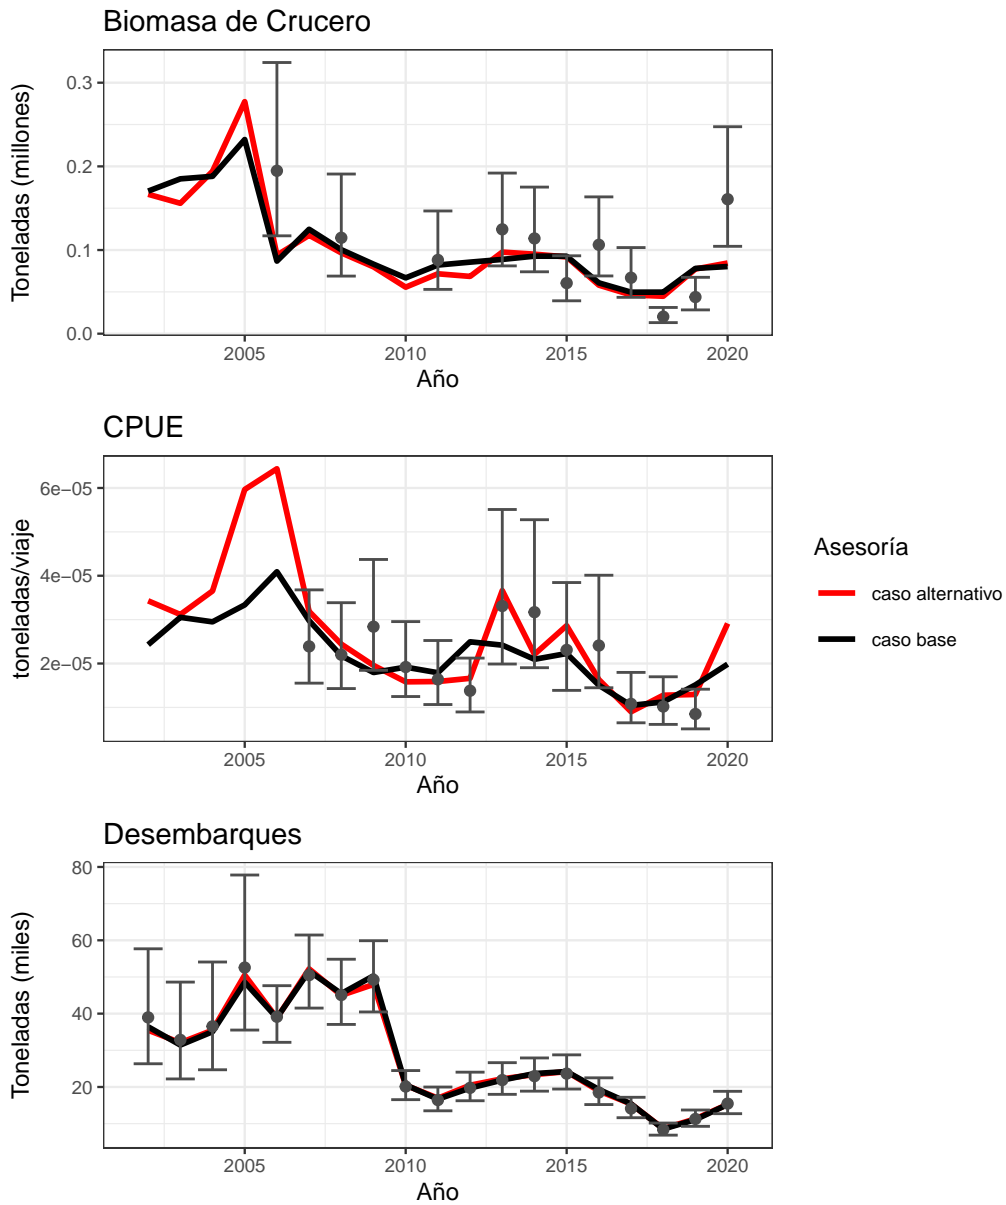 Biomasa de Crucero
Toneladas (millones)
0.3
0.2
0.1
0.0
2005 2010 2015 2020
Año
CPUE
toneladas/viaje
6e−05
4e−05
2e−05
2005 2010 2015 2020
Año
Asesoría
caso alternativo
caso base
Desembarques
Toneladas (miles)
80
60
40
20
2005 2010 2015 2020
Año